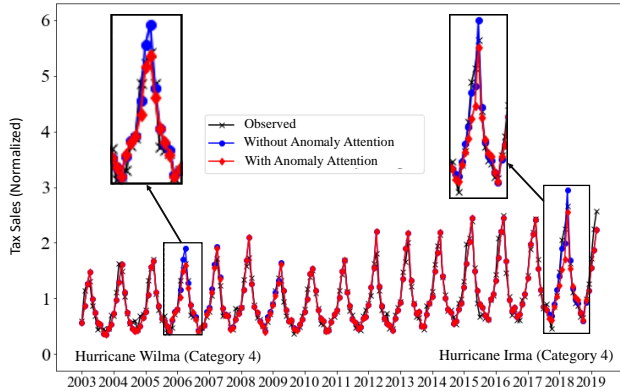 6
5
4
3
2
1
0
Tax Sales (Normalized)
Observed
Without Anomaly Attention
With Anomaly Attention
Hurricane Wilma (Category 4)
Hurricane Irma (Category 4)
2003 2004 2005 2006 2007 2008 2009 2010 2011 2012 2013 2014 2015 2016 2017 2018 2019